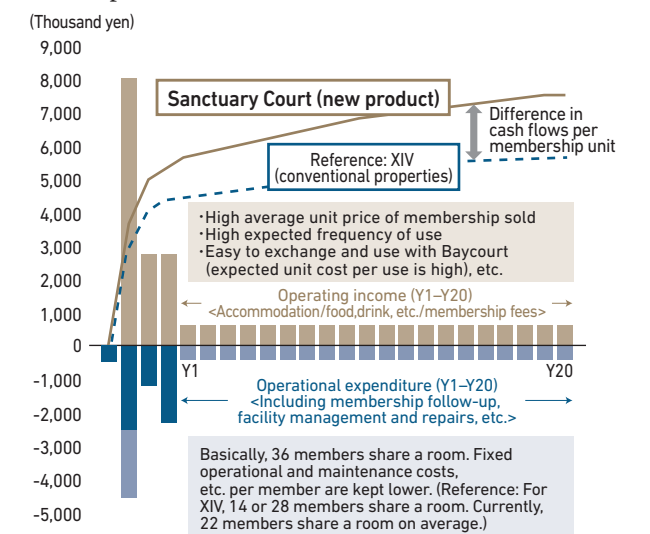 (Thousand yen)
9,000
8,000
7,000
6,000
5,000
4,000
3,000
2,000
1,000
0
-1,000
-2,000
-3,000
-4,000
-5,000
Sanctuary Court (new product)
Difference in
cash flows per
membership unit
Reference: XIV
(conventional properties)
・High average unit price of membership sold
・High expected frequency of use
・Easy to exchange and use with Baycourt
(expected unit cost per use is high), etc.
Operating income (Y1–Y20)
<Accommodation/food,drink, etc./membership fees>
Y1
Y20
Operational expenditure (Y1–Y20)
<Including membership follow-up,
facility management and repairs, etc.>
Basically, 36 members share a room. Fixed
operational and maintenance costs,
etc. per member are kept lower. (Reference: For
XIV, 14 or 28 members share a room. Currently,
22 members share a room on average.)